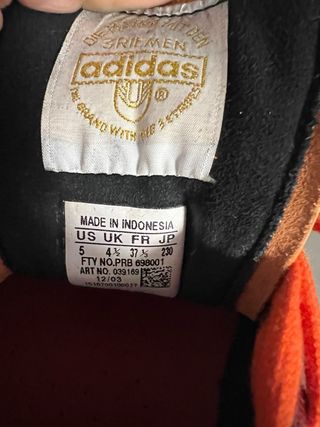 DIE MARKE MIT DEN
3 RIEMEN
adidas
®
THE BRAND WITH THE 3 STRIPES
MADE IN INDONESIA
US UK FR JP
5 4½ 37⅓ 230
FTY NO.PRB 698001
ART NO. 039169
12/03